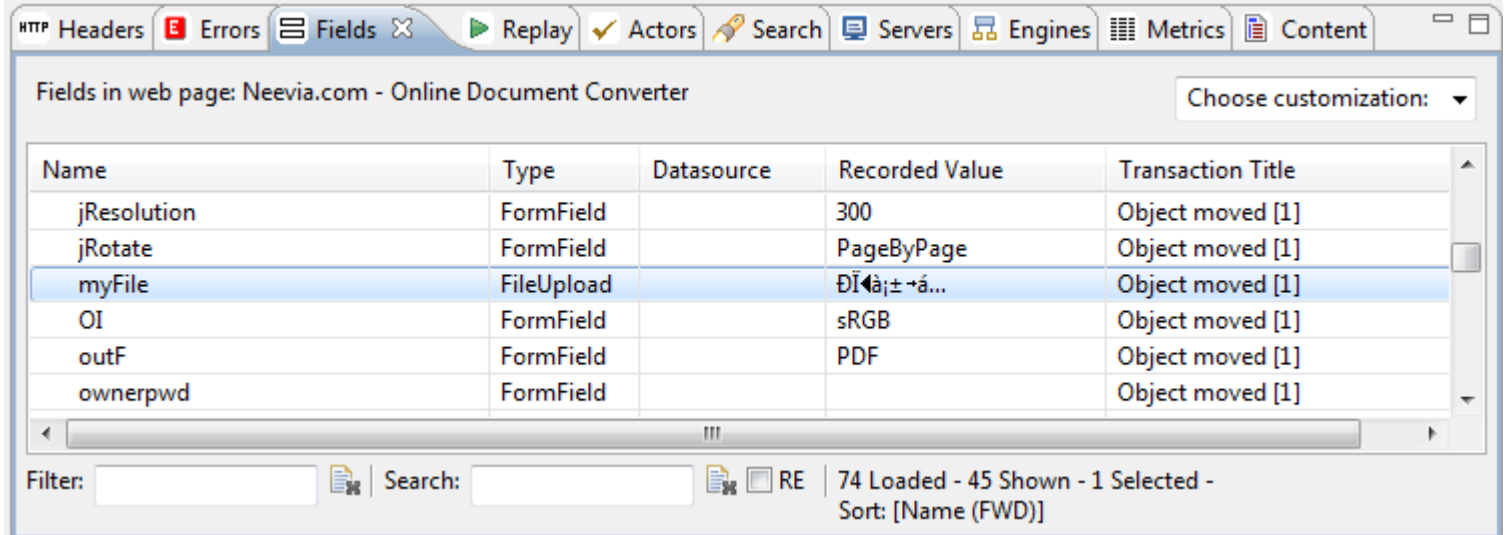 HTTP Headers E Errors Fields Replay Actors Search Servers Engines Metrics Content
Fields in web page: Neevia.com - Online Document Converter
Choose customization:
Name Type Datasource Recorded Value Transaction Title
jResolution FormField 300 Object moved [1]
jRotate FormField PageByPage Object moved [1]
myFile FileUpload ÐÏ◀à¡±→á... Object moved [1]
OI FormField sRGB Object moved [1]
outF FormField PDF Object moved [1]
ownerpwd FormField Object moved [1]
Filter: Search: RE 74 Loaded - 45 Shown - 1 Selected -
Sort: [Name (FWD)]